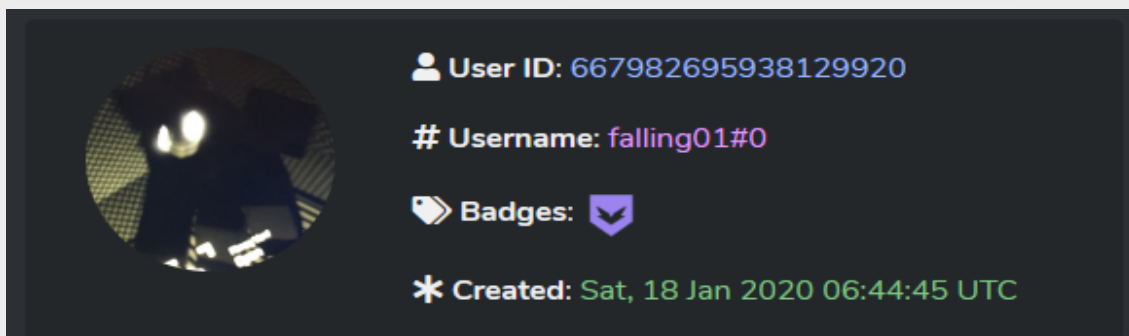 User ID: 667982695938129920
# Username: falling01#0
Badges:
Created: Sat, 18 Jan 2020 06:44:45 UTC